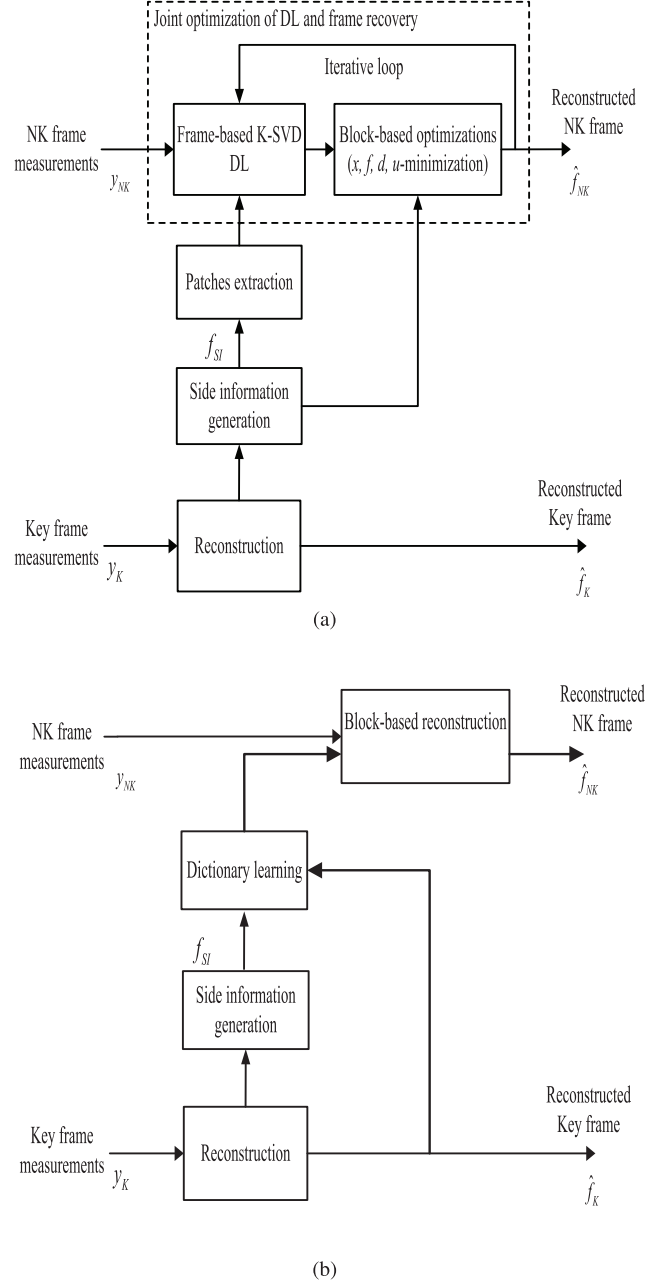 Joint optimization of DL and frame recovery
Iterative loop
NK frame
measurements
y_NK
Frame-based K-SVD
DL
Block-based optimizations
(x, f, d, u-minimization)
Reconstructed
NK frame
f̂_NK
Patches extraction
f_SI
Side information
generation
Key frame
measurements
y_K
Reconstruction
Reconstructed
Key frame
f̂_K
(a)
NK frame
measurements
y_NK
Block-based reconstruction
Reconstructed
NK frame
f̂_NK
Dictionary learning
f_SI
Side information
generation
Key frame
measurements
y_K
Reconstruction
Reconstructed
Key frame
f̂_K
(b)